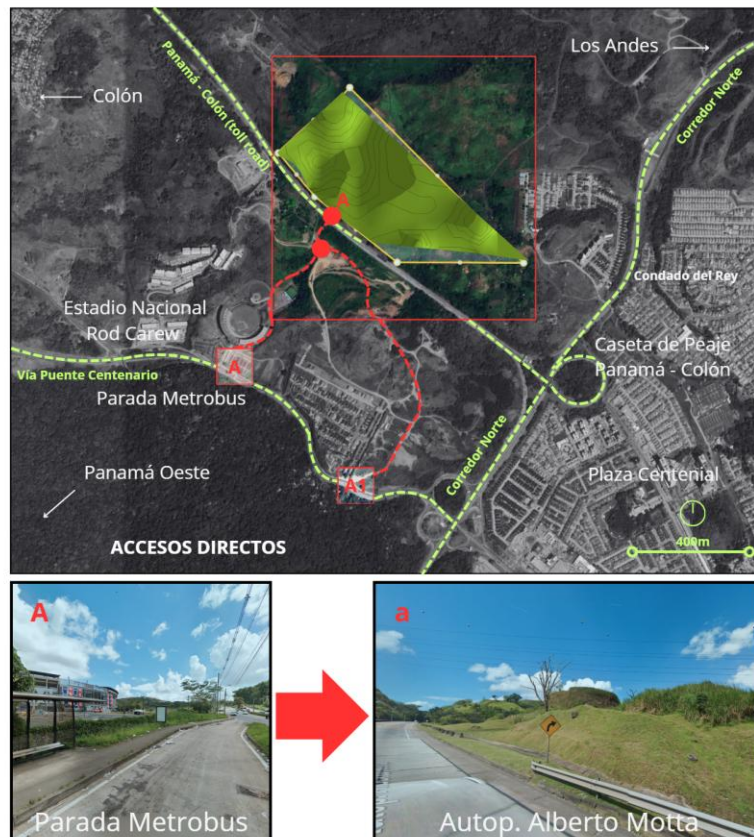 Los Andes
Panamá - Colón (toll road)
Corredor Norte
Colón
A
Condado del Rey
Estadio Nacional
Rod Carew
Caseta de Peaje
Panamá - Colón
A
Vía Puente Centenario
Parada Metrobus
Corredor Norte
Panamá Oeste
A1
Plaza Centenial
ACCESOS DIRECTOS
400m
A
a
Parada Metrobus
Autop. Alberto Motta